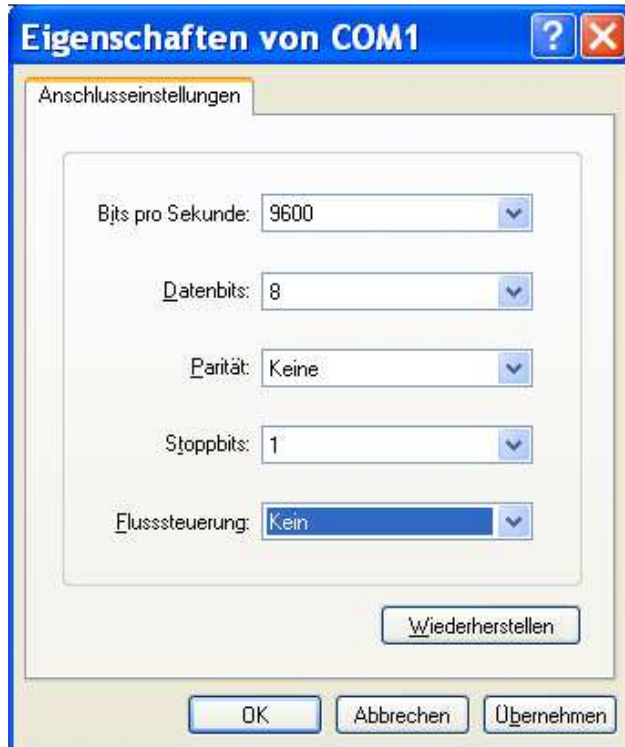 Eigenschaften von COM1
Anschlusseinstellungen
Bits pro Sekunde: 9600
Datenbits: 8
Parität: Keine
Stoppbits: 1
Flusssteuerung: Kein
Wiederherstellen
OK Abbrechen Übernehmen